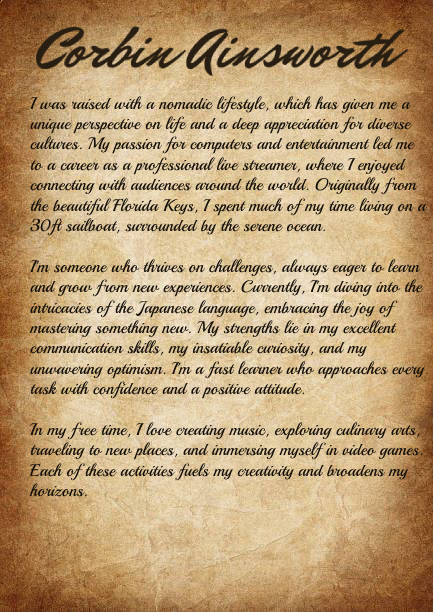 Corbin Ainsworth
I was raised with a nomadic lifestyle, which has given me a
unique perspective on life and a deep appreciation for diverse
cultures. My passion for computers and entertainment led me
to a career as a professional live streamer, where I enjoyed
connecting with audiences around the world. Originally from
the beautiful Florida Keys, I spent much of my time living on a
30ft sailboat, surrounded by the serene ocean.
I'm someone who thrives on challenges, always eager to learn
and grow from new experiences. Currently, I'm diving into the
intricacies of the Japanese language, embracing the joy of
mastering something new. My strengths lie in my excellent
communication skills, my insatiable curiosity, and my
unwavering optimism. I'm a fast learner who approaches every
task with confidence and a positive attitude.
In my free time, I love creating music, exploring culinary arts,
traveling to new places, and immersing myself in video games.
Each of these activities fuels my creativity and broadens my
horizons.